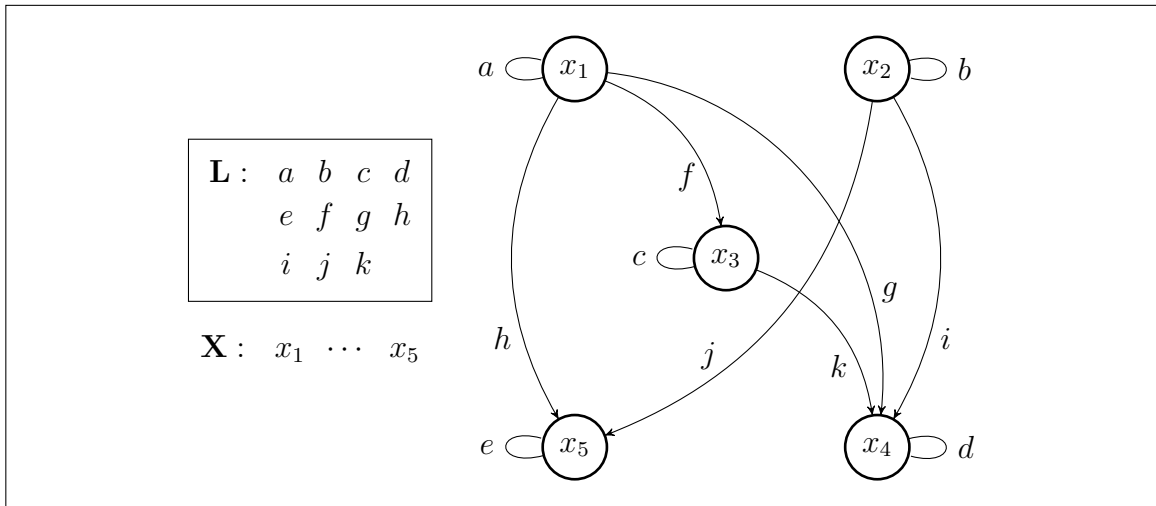 a x₁ x₂ b
L : a b c d
e f g h
i j k
f
c x₃
g
X : x₁ ⋯ x₅
h j k i
e x₅ x₄ d